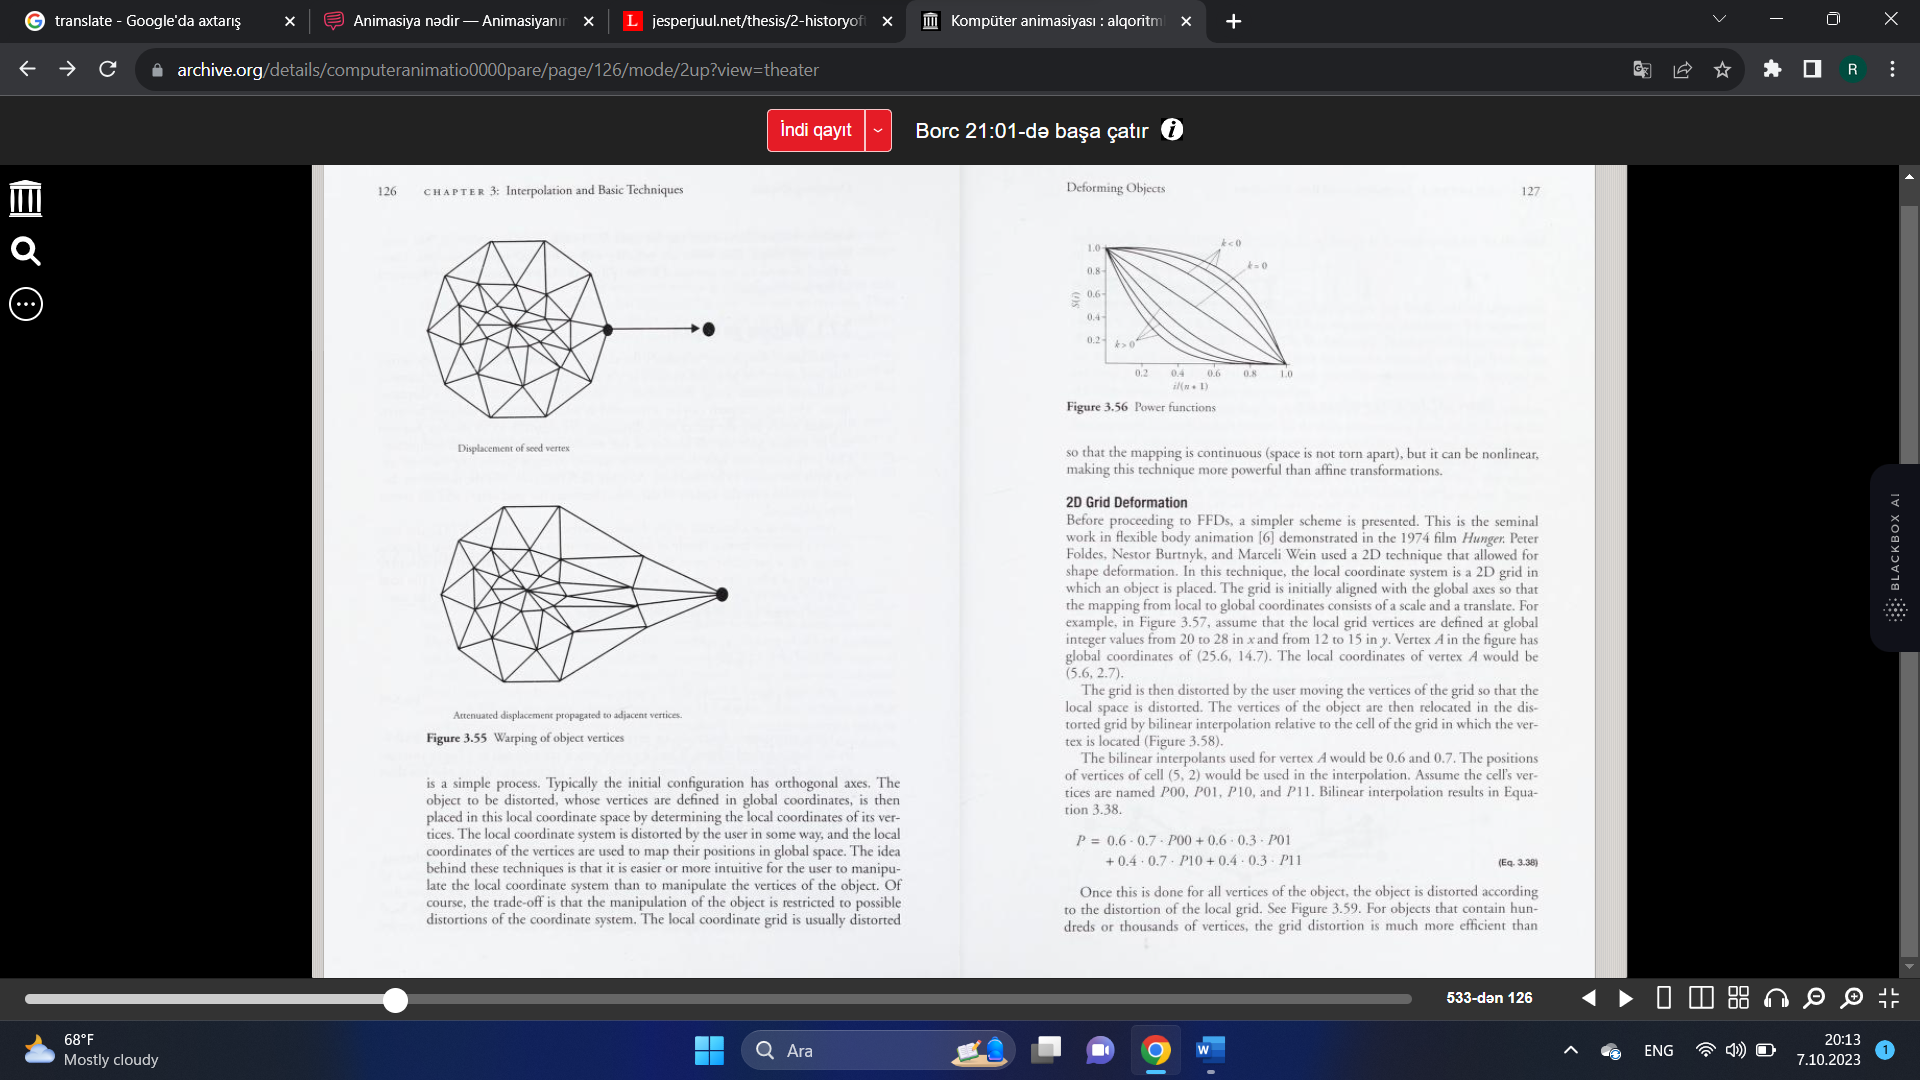 translate - Google'da axtarış
Animasiya nədir — Animasiyanın
L jesperjuul.net/thesis/2-historyof
Kompüter animasiyası : alqoritml
archive.org/details/computeranimatio0000pare/page/126/mode/2up?view=theater
R
İndi qayıt
Borc 21:01-də başa çatır
126 CHAPTER 3: Interpolation and Basic Techniques
Displacement of seed vertex
Attenuated displacement propagated to adjacent vertices.
Figure 3.55 Warping of object vertices
is a simple process. Typically the initial configuration has orthogonal axes. The
object to be distorted, whose vertices are defined in global coordinates, is then
placed in this local coordinate space by determining the local coordinates of its ver-
tices. The local coordinate system is distorted by the user in some way, and the local
coordinates of the vertices are used to map their positions in global space. The idea
behind these techniques is that it is easier or more intuitive for the user to manipu-
late the local coordinate system than to manipulate the vertices of the object. Of
course, the trade-off is that the manipulation of the object is restricted to possible
distortions of the coordinate system. The local coordinate grid is usually distorted
Deforming Objects 127
1.0
0.8
0.6
0.4
0.2
S(i)
k < 0
k = 0
k > 0
0.2 0.4 0.6 0.8 1.0
i/(n + 1)
Figure 3.56 Power functions
so that the mapping is continuous (space is not torn apart), but it can be nonlinear,
making this technique more powerful than affine transformations.
2D Grid Deformation
Before proceeding to FFDs, a simpler scheme is presented. This is the seminal
work in flexible body animation [6] demonstrated in the 1974 film Hunger. Peter
Foldes, Nestor Burtnyk, and Marceli Wein used a 2D technique that allowed for
shape deformation. In this technique, the local coordinate system is a 2D grid in
which an object is placed. The grid is initially aligned with the global axes so that
the mapping from local to global coordinates consists of a scale and a translate. For
example, in Figure 3.57, assume that the local grid vertices are defined at global
integer values from 20 to 28 in x and from 12 to 15 in y. Vertex A in the figure has
global coordinates of (25.6, 14.7). The local coordinates of vertex A would be
(5.6, 2.7).
The grid is then distorted by the user moving the vertices of the grid so that the
local space is distorted. The vertices of the object are then relocated in the dis-
torted grid by bilinear interpolation relative to the cell of the grid in which the ver-
tex is located (Figure 3.58).
The bilinear interpolants used for vertex A would be 0.6 and 0.7. The positions
of vertices of cell (5, 2) would be used in the interpolation. Assume the cell's ver-
tices are named P00, P01, P10, and P11. Bilinear interpolation results in Equa-
tion 3.38.
P = 0.6 · 0.7 · P00 + 0.6 · 0.3 · P01
+ 0.4 · 0.7 · P10 + 0.4 · 0.3 · P11 (Eq. 3.38)
Once this is done for all vertices of the object, the object is distorted according
to the distortion of the local grid. See Figure 3.59. For objects that contain hun-
dreds or thousands of vertices, the grid distortion is much more efficient than
BLACKBOX AI
533-dən 126
68°F
Mostly cloudy
Ara
W
ENG
20:13
7.10.2023
1